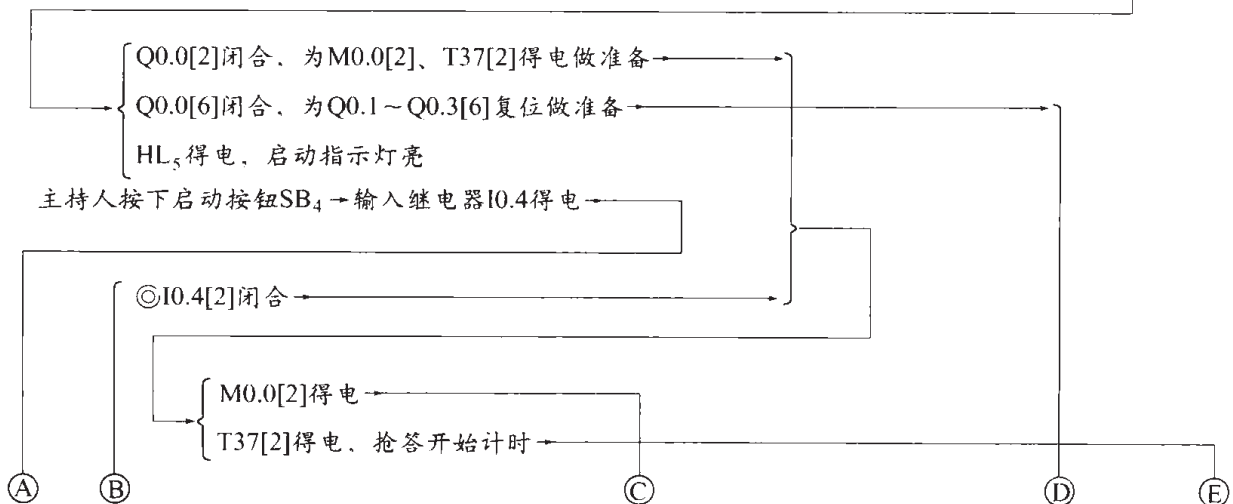 Q0.0[2]闭合、为M0.0[2]、T37[2]得电做准备
Q0.0[6]闭合、为Q0.1~Q0.3[6]复位做准备
HL₅得电、启动指示灯亮
主持人按下启动按钮SB₄→输入继电器I0.4得电
◎I0.4[2]闭合
M0.0[2]得电
T37[2]得电、抢答开始计时
Ⓐ Ⓑ Ⓒ Ⓓ Ⓔ